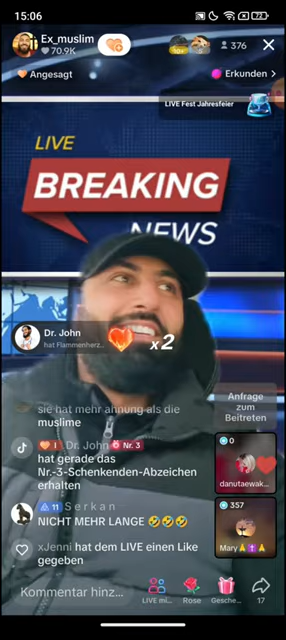 15:06
72
Ex_muslim
70.9K
10+
376
Angesagt
Erkunden >
LIVE Fest Jahresfeier
LIVE
BREAKING
NEWS
Dr. John
hat Flammenherz..
x2
Anfrage
zum
Beitreten
sie hat mehr ahnung als die
muslime
I Dr. John Nr. 3
hat gerade das
Nr.-3-Schenkenden-Abzeichen
erhalten
0
danutaewak...
11 S e r k a n
NICHT MEHR LANGE 🤣🤣🤣
357
Mary🙏✝️🙏
xJenni hat dem LIVE einen Like
gegeben
Kommentar hinz...
LIVE mi...
Rose
Gesche...
17